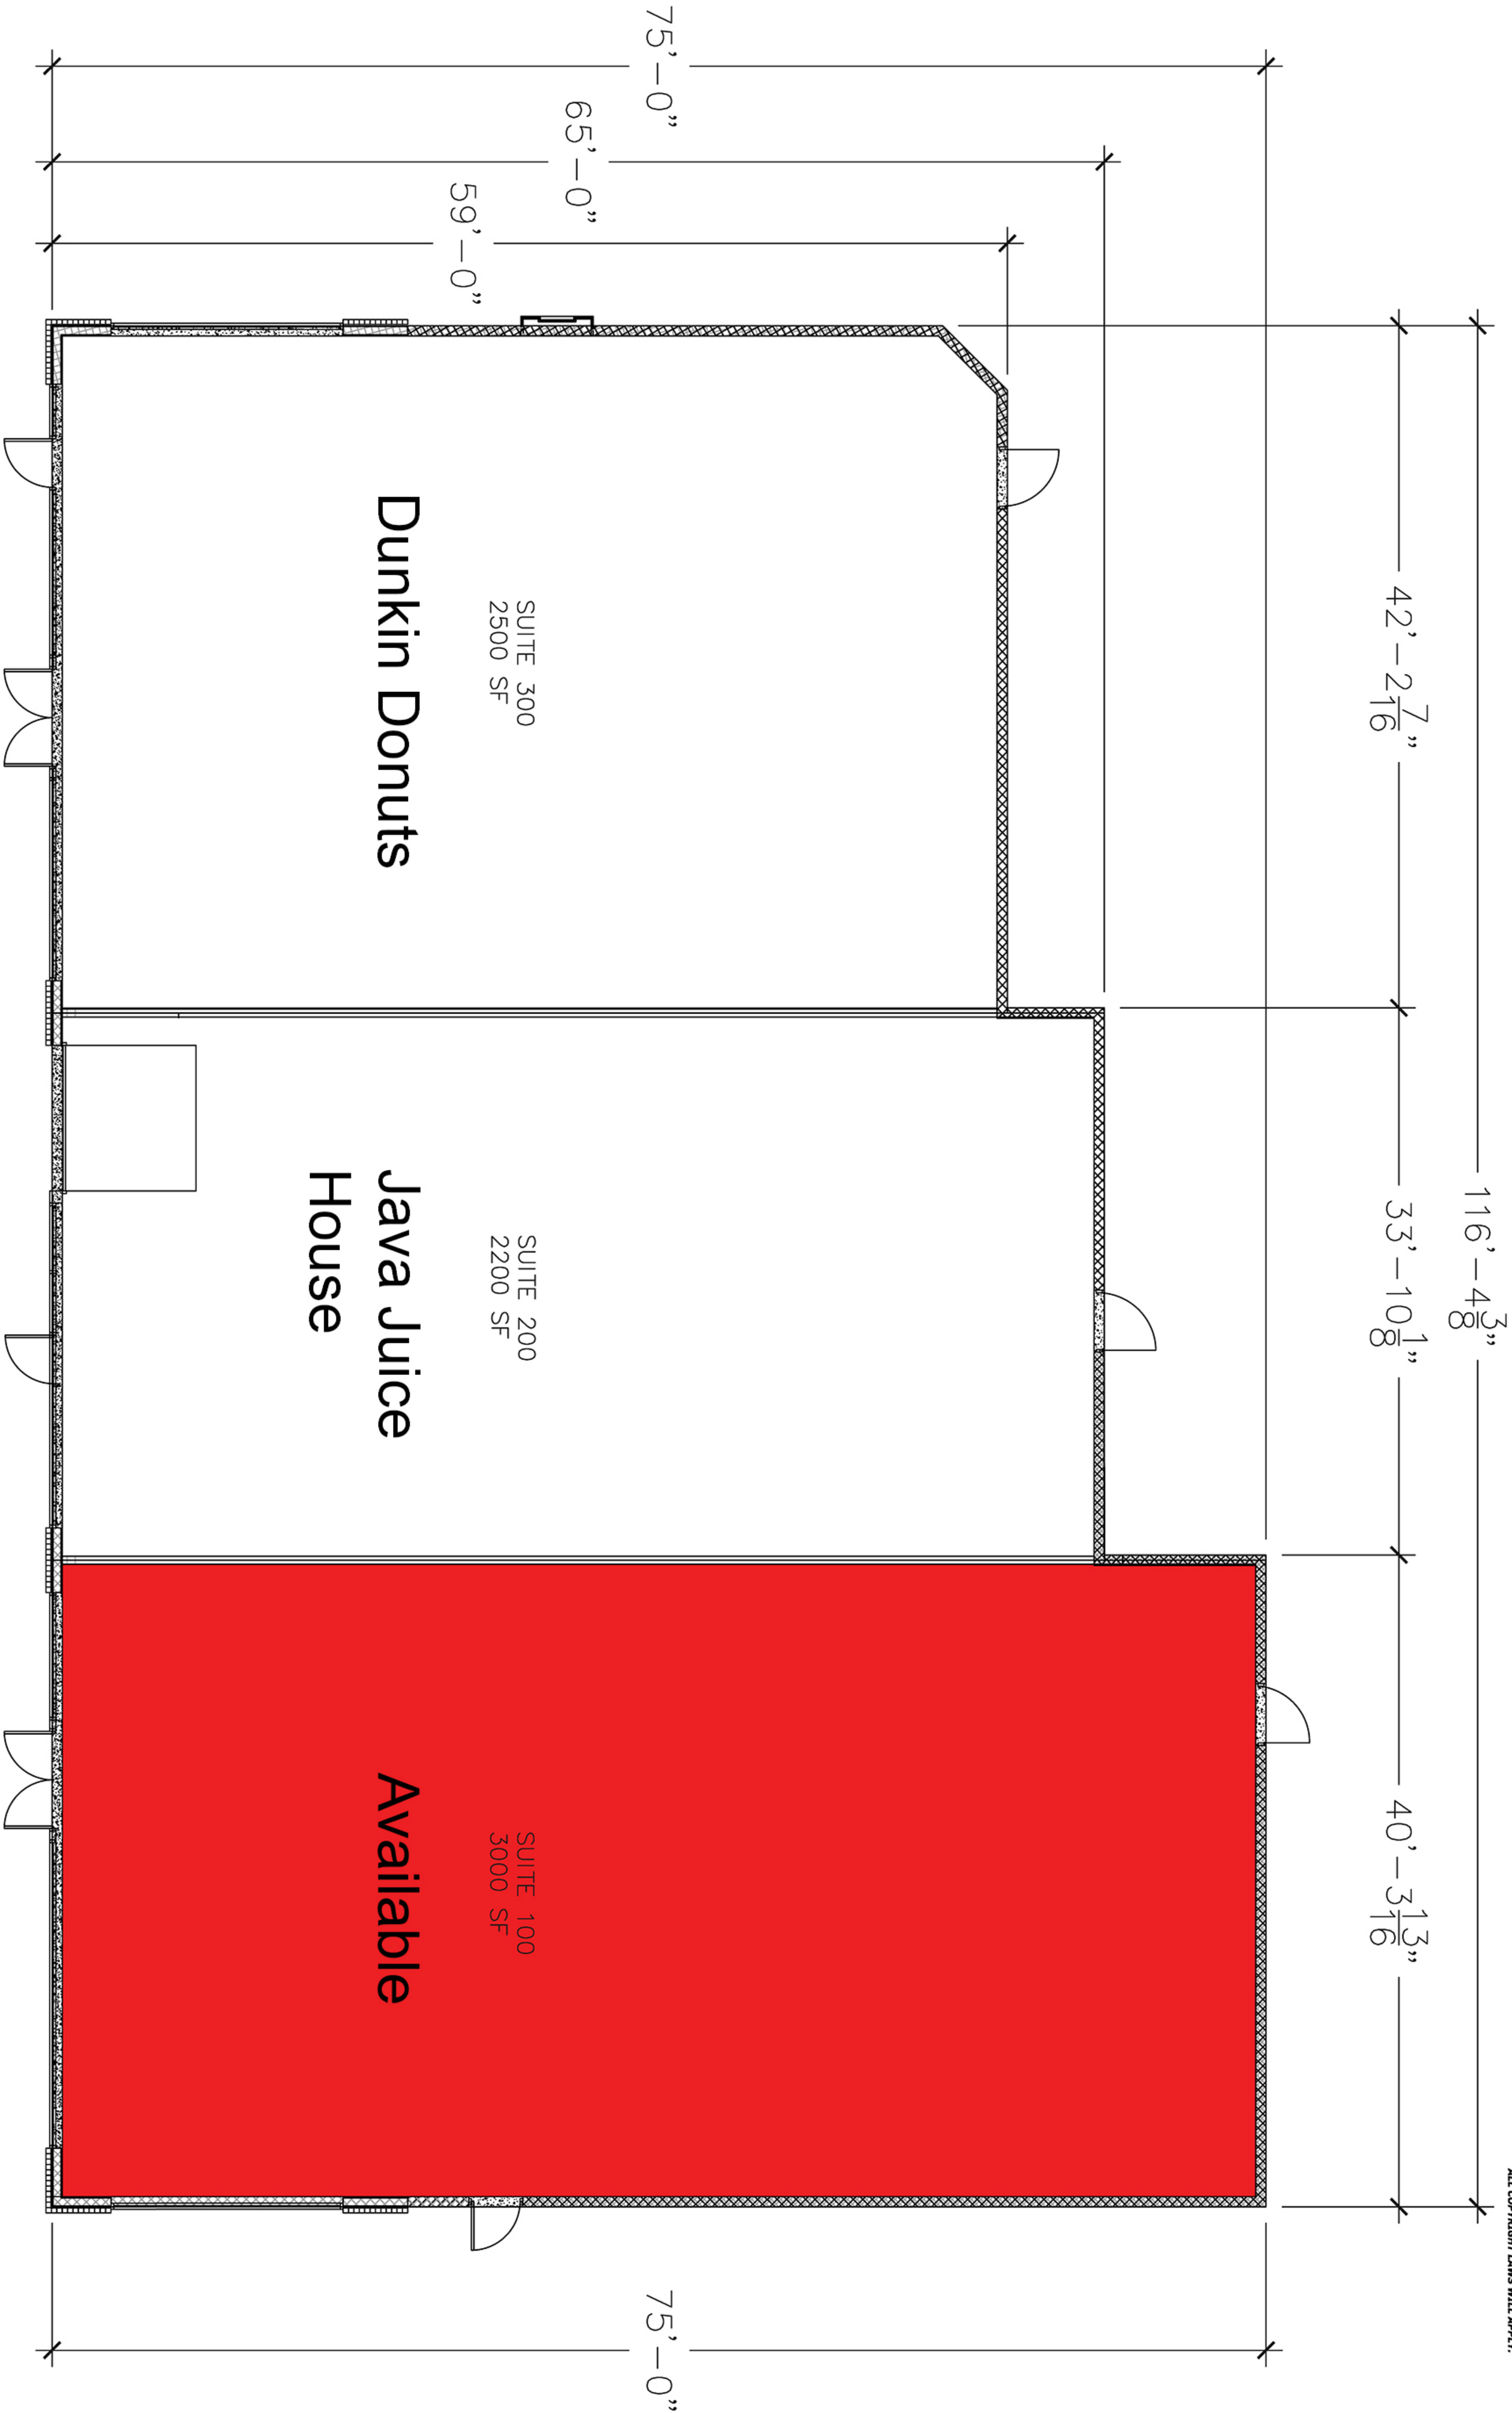 116'-4 3/8"
42'-2 7/16"
33'-10 1/8"
40'-3 13/16"
75'-0"
65'-0"
59'-0"
75'-0"
SUITE 300
2500 SF
Dunkin Donuts
SUITE 200
2200 SF
Java Juice
House
SUITE 100
3000 SF
Available